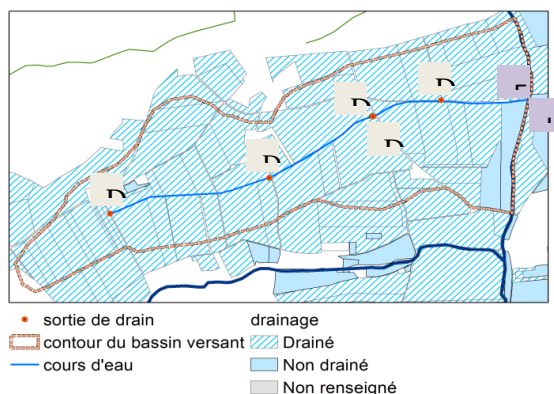 sortie de drain
contour du bassin versant
cours d'eau
drainage
Drainé
Non drainé
Non renseigné